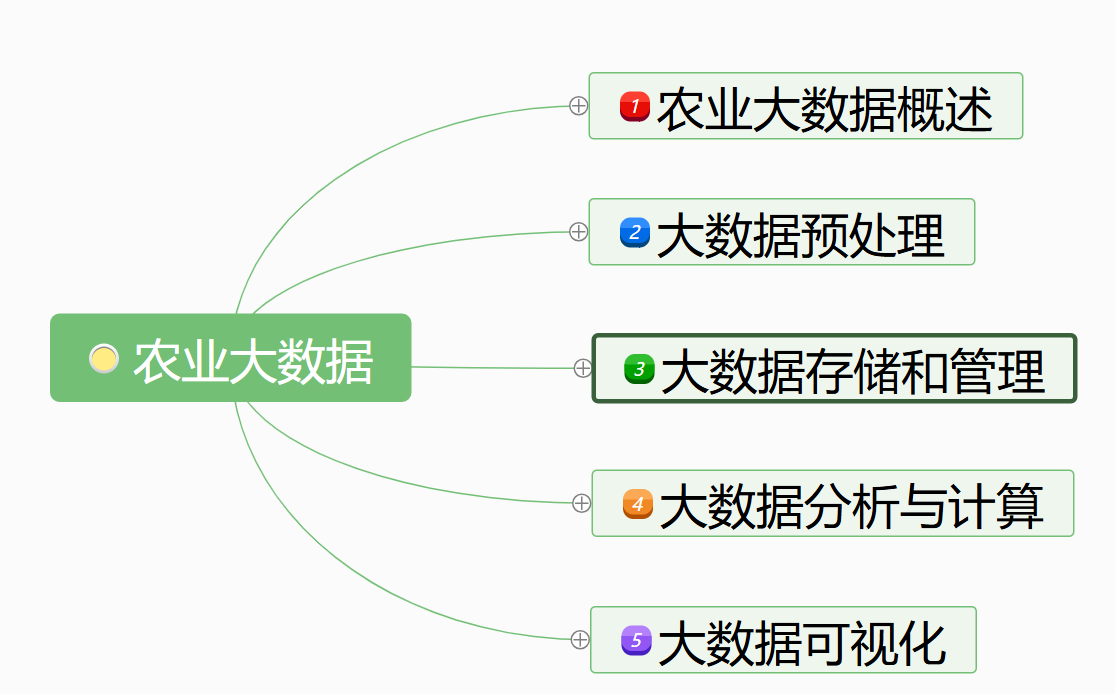 1 农业大数据概述
2 大数据预处理
农业大数据
3 大数据存储和管理
4 大数据分析与计算
5 大数据可视化